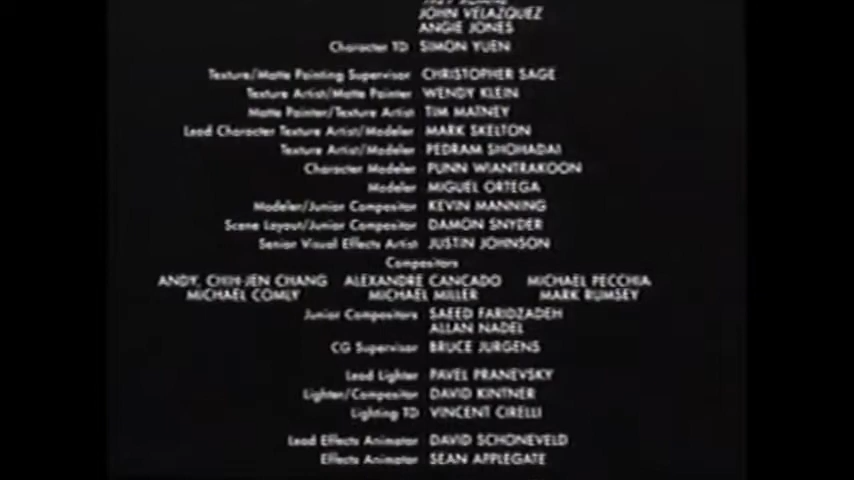 JOHN VELAZQUEZ
ANGIE JONES
Character TD SIMON YUEN
Texture/Matte Painting Supervisor CHRISTOPHER SAGE
Texture Artist/Matte Painter WENDY KLEIN
Matte Painter/Texture Artist TIM MATNEY
Lead Character Texture Artist/Modeler MARK SKELTON
Texture Artist/Modeler PEDRAM SHOHADAI
Character Modeler PUNN WIANTRAKOON
Modeler MIGUEL ORTEGA
Modeler/Junior Compositor KEVIN MANNING
Scene Layout/Junior Compositor DAMON SNYDER
Senior Visual Effects Artist JUSTIN JOHNSON
Compositors
ANDY, CHIH-JEN CHANG ALEXANDRE CANCADO MICHAEL PECCHIA
MICHAEL COMLY MICHAEL MILLER MARK RUMSEY
Junior Compositors SAEED FARIDZADEH
ALLAN NADEL
CG Supervisor BRUCE JURGENS
Lead Lighter PAVEL PRANEVSKY
Lighter/Compositor DAVID KINTNER
Lighting TD VINCENT CIRELLI
Lead Effects Animator DAVID SCHONEVELD
Effects Animator SEAN APPLEGATE